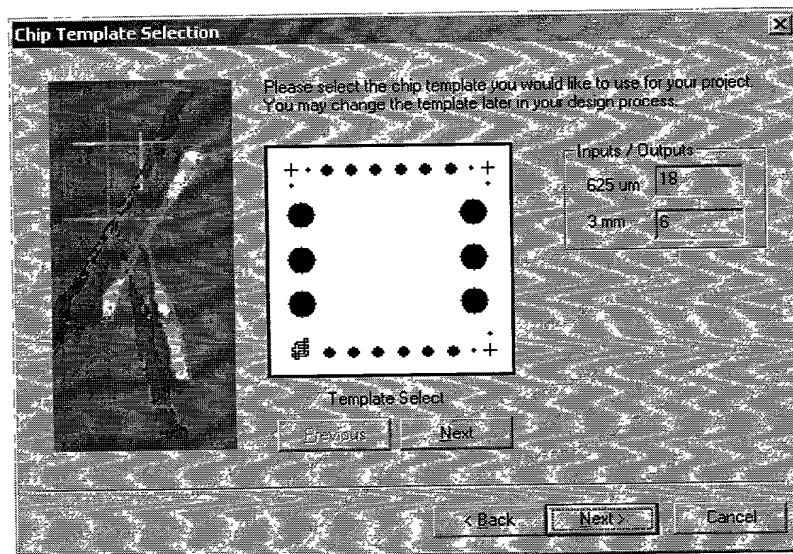 Chip Template Selection
Please select the chip template you would like to use for your project.
You may change the template later in your design process.
Inputs / Outputs
625 um 18
3 mm 6
Template Select
Previous Next
< Back Next > Cancel